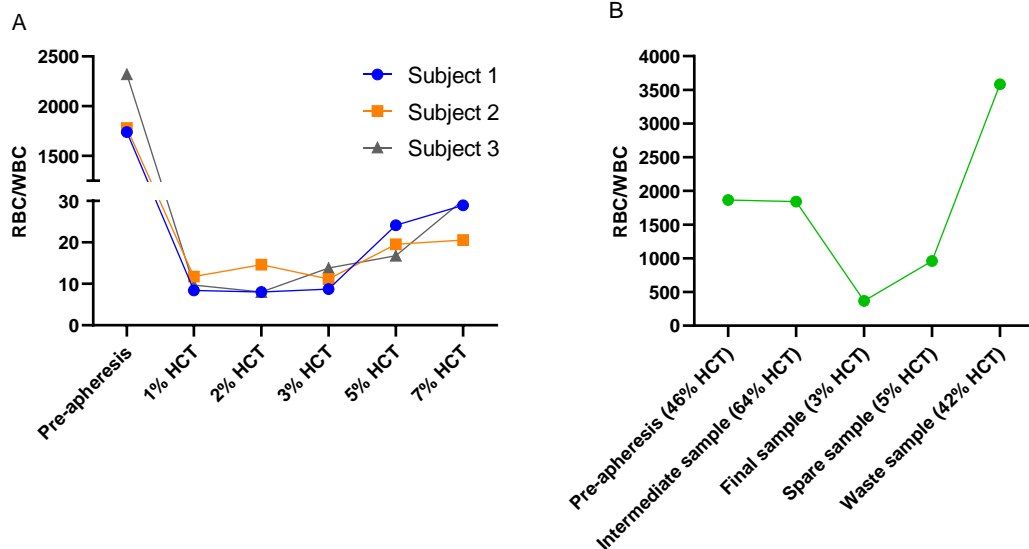 A
RBC/WBC
2500
2000
1500
30
20
10
0
Subject 1
Subject 2
Subject 3
Pre-apheresis
1% HCT
2% HCT
3% HCT
5% HCT
7% HCT
B
RBC/WBC
4000
3500
3000
2500
2000
1500
1000
500
0
Pre-apheresis (46% HCT)
Intermediate sample (64% HCT)
Final sample (3% HCT)
Spare sample (5% HCT)
Waste sample (42% HCT)